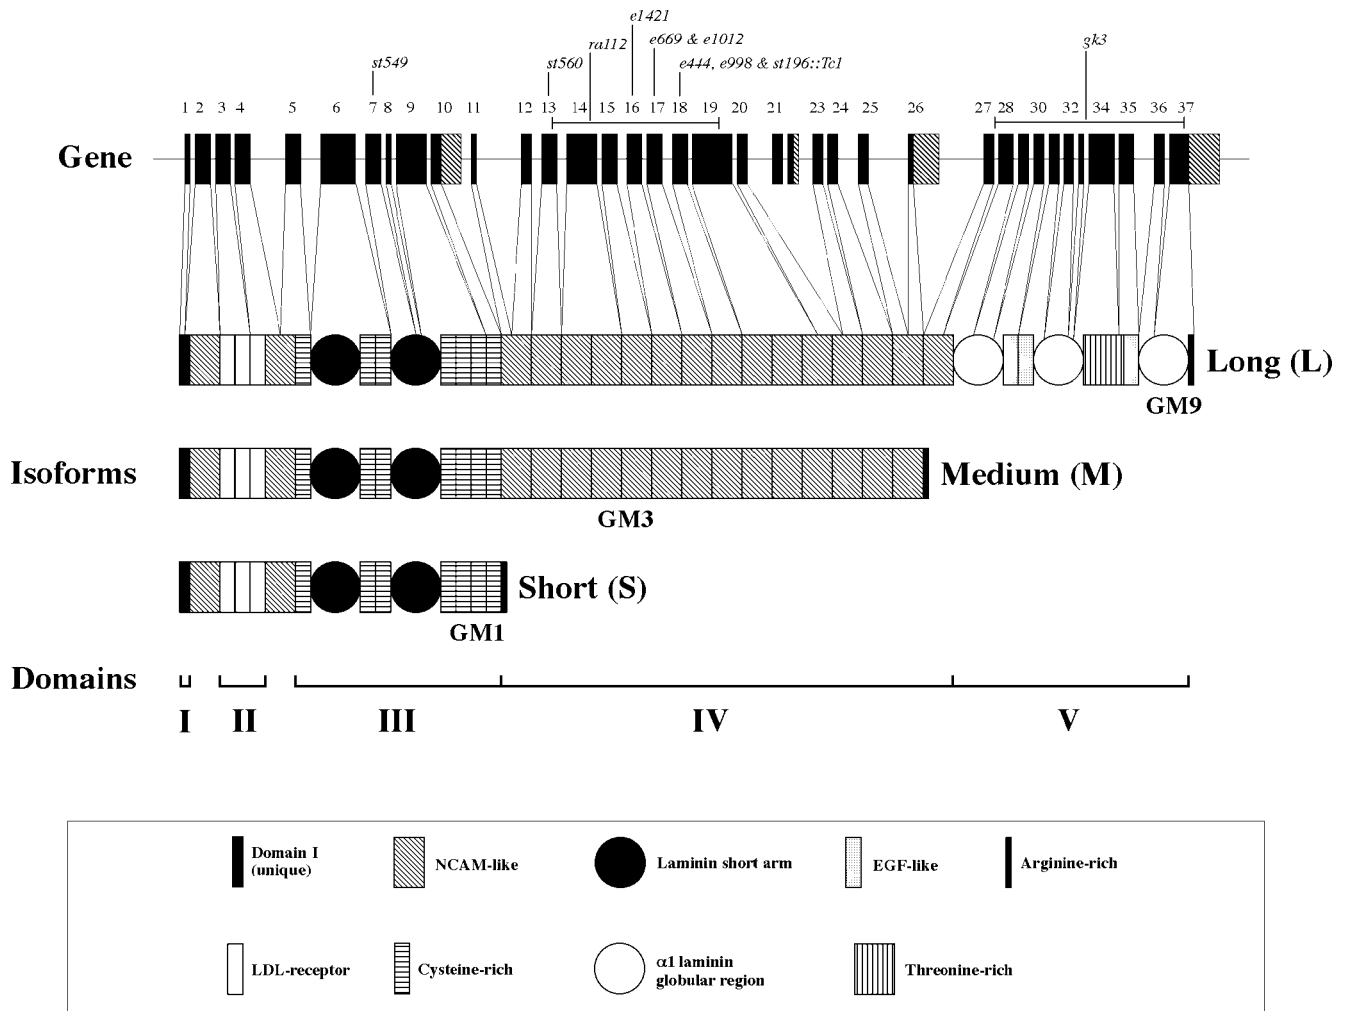 e1421
ra112
e669 & e1012
st549
st560
e444, e998 & st196::Tc1
gk3
1 2 3 4 5 6 7 8 9 10 11 12 13 14 15 16 17 18 19 20 21 23 24 25 26 27 28 30 32 34 35 36 37
Gene
Long (L)
GM9
Isoforms
Medium (M)
GM3
Short (S)
GM1
Domains
I II III IV V
Domain I
(unique)
NCAM-like
Laminin short arm
EGF-like
Arginine-rich
LDL-receptor
Cysteine-rich
α1 laminin
globular region
Threonine-rich